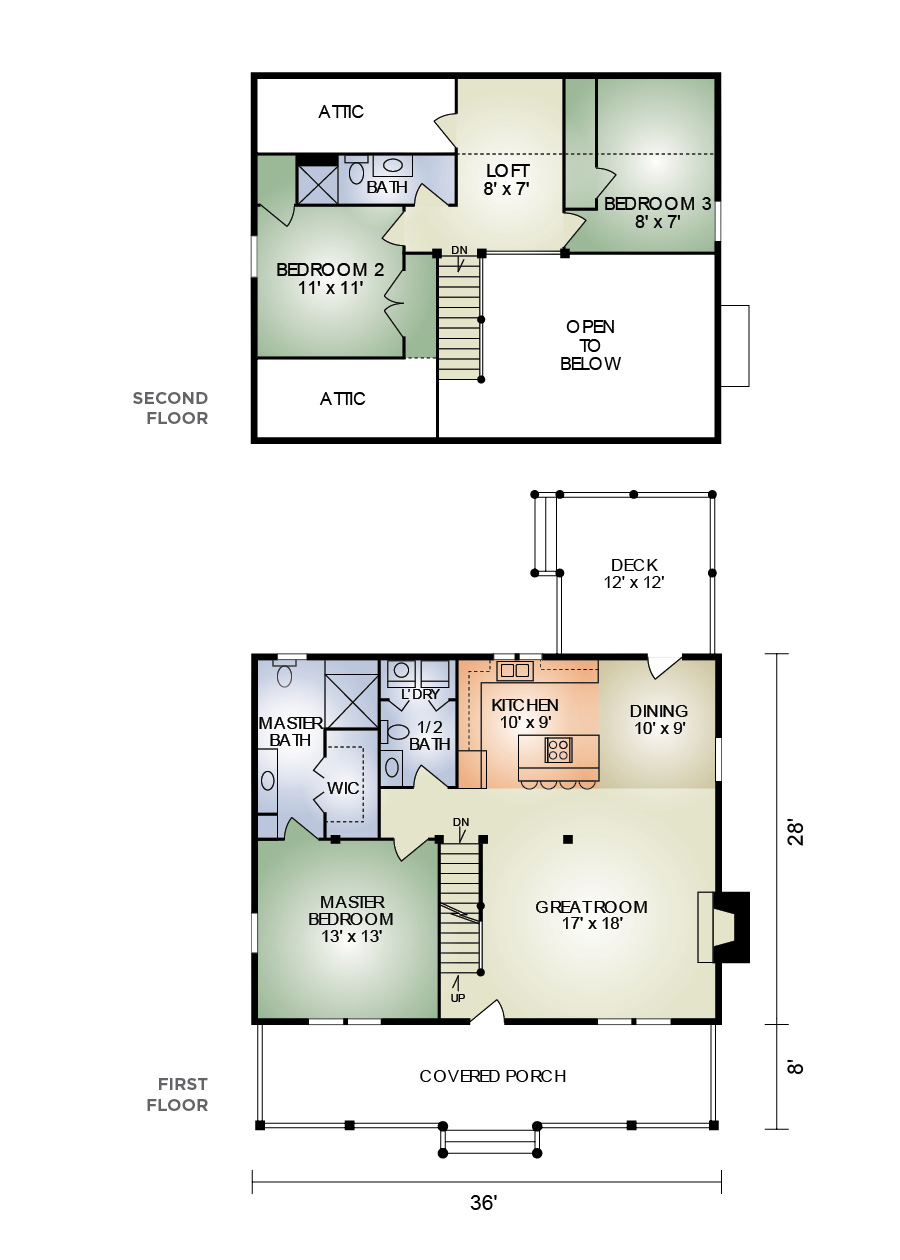 ATTIC
LOFT
8' x 7'
BATH
BEDROOM 3
8' x 7'
DN
BEDROOM 2
11' x 11'
OPEN
TO
BELOW
ATTIC
SECOND
FLOOR
DECK
12' x 12'
L'DRY
MASTER
BATH
1/2
BATH
KITCHEN
10' x 9'
DINING
10' x 9'
WIC
DN
28'
MASTER
BEDROOM
13' x 13'
GREATROOM
17' x 18'
UP
COVERED PORCH
8'
FIRST
FLOOR
36'